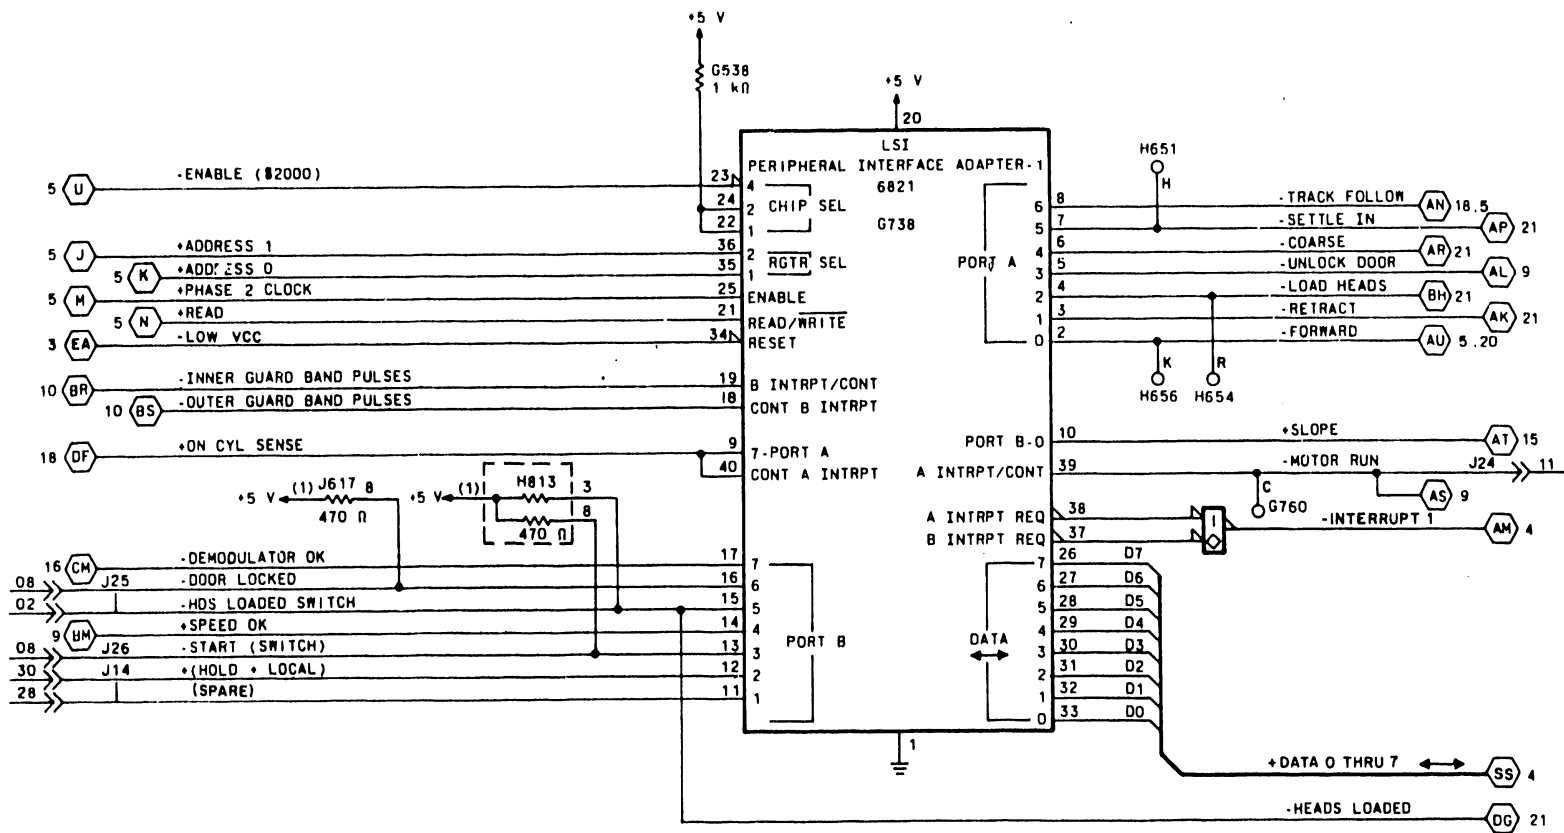 +5 V
G538
1 kΩ
+5 V
20
LSI
PERIPHERAL INTERFACE ADAPTER-1
6821
G738
5 U -ENABLE ($2000) 23 4
24 2 CHIP SEL
22 1
5 J +ADDRESS 1 36 2 RGTR SEL
5 K +ADDRESS 0 35 1
5 M +PHASE 2 CLOCK 25 ENABLE
5 N +READ 21 READ/WRITE
3 EA -LOW VCC 34 RESET
10 BR -INNER GUARD BAND PULSES 19 B INTRPT/CONT
10 BS -OUTER GUARD BAND PULSES 18 CONT B INTRPT
18 DF +ON CYL SENSE 9 7-PORT A
40 CONT A INTRPT
+5 V (1) J617 8
470 Ω
+5 V (1) H813 3
8
470 Ω
16 CM -DEMODULATOR OK 17 7
08 J25 -DOOR LOCKED 16 6
02 -HDS LOADED SWITCH 15 5
9 BM +SPEED OK 14 4
PORT B
08 J26 -START (SWITCH) 13 3
30 J14 +(HOLD + LOCAL) 12 2
28 (SPARE) 11 1
H651
H
PORT A
6 8 -TRACK FOLLOW AN 18.5
5 7 -SETTLE IN AP 21
4 6 -COARSE AR 21
3 5 -UNLOCK DOOR AL 9
2 4 -LOAD HEADS BH 21
1 3 -RETRACT AK 21
0 2 -FORWARD AU 5.20
K R
H656 H654
PORT B-0 10 +SLOPE AT 15
A INTRPT/CONT 39 -MOTOR RUN J24 11
C
G760
AS 9
A INTRPT REQ 38
B INTRPT REQ 37
I
-INTERRUPT 1 AM 4
DATA
7 26 D7
6 27 D6
5 28 D5
4 29 D4
3 30 D3
2 31 D2
1 32 D1
0 33 D0
1
+DATA 0 THRU 7 SS 4
-HEADS LOADED DG 21